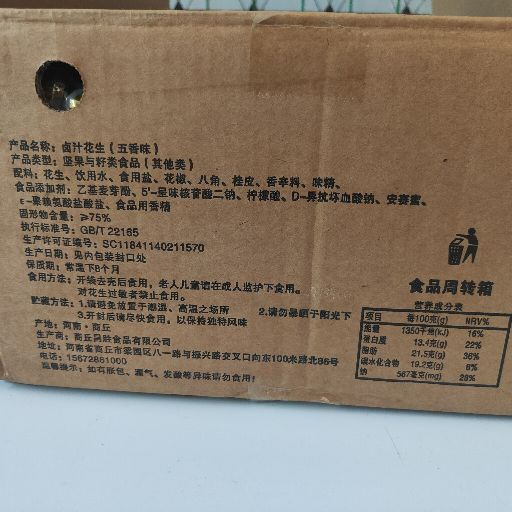 产品名称：卤汁花生（五香味）
产品类型：坚果与籽类食品（其他类）
配料：花生、饮用水、食用盐、花椒、八角、桂皮、香辛料、味精、
食品添加剂：乙基麦芽酚、5'-呈味核苷酸二钠、柠檬酸、D-异抗坏血酸钠、安赛蜜、
ε-聚赖氨酸盐酸盐、食品用香精
固形物含量：≥75%
执行标准号：GB/T 22165
生产许可证编号：SC11841140211570
生产日期：见内包装封口处
保质期：常温下8个月
食用方法：开袋去壳后食用，老人儿童请在成人监护下食用。
对花生过敏者禁止食用。
贮藏方法：1.请避免放置于潮湿、高温之场所 2.请勿暴晒于阳光下
3.开封后请尽快食用，以保持独特风味
产地：河南·商丘
生产商：商丘 食品有限公司
地址：河南省商丘市梁园区八一路与振兴路交叉口向东100米路北86号
电话：15672881000
温馨提示：如有胀包、漏气、发酸等异味请勿食用！
食品周转箱
营养成分表
项目 每100克(g) NRV%
能量 1350千焦(kJ) 16%
蛋白质 13.4克(g) 22%
脂肪 21.5克(g) 36%
碳水化合物 19.2克(g) 6%
钠 567毫克(mg) 28%